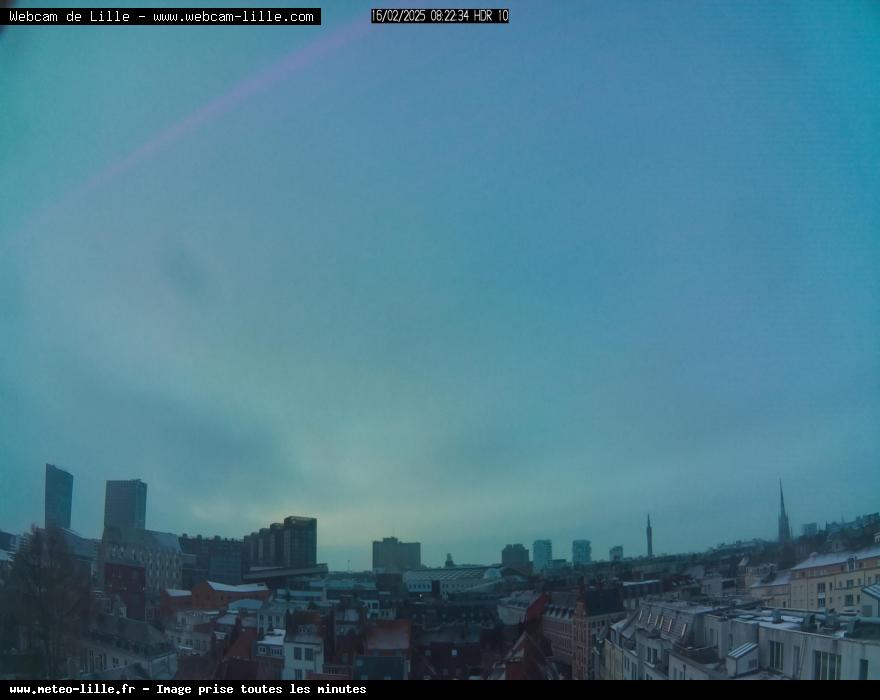 Webcam de Lille - www.webcam-lille.com
16/02/2025 08:22:34 HDR 10
www.meteo-lille.fr - Image prise toutes les minutes